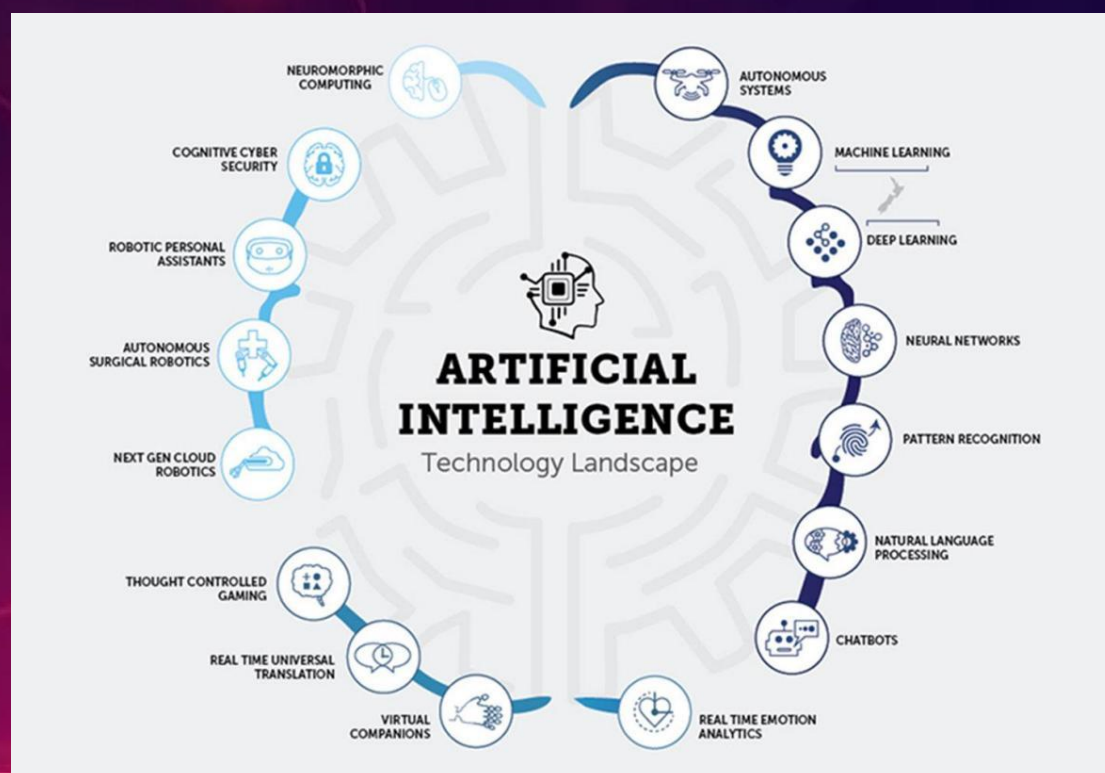 NEUROMORPHIC
COMPUTING
COGNITIVE CYBER
SECURITY
ROBOTIC PERSONAL
ASSISTANTS
AUTONOMOUS
SURGICAL ROBOTICS
NEXT GEN CLOUD
ROBOTICS
THOUGHT CONTROLLED
GAMING
REAL TIME UNIVERSAL
TRANSLATION
VIRTUAL
COMPANIONS
ARTIFICIAL
INTELLIGENCE
Technology Landscape
AUTONOMOUS
SYSTEMS
MACHINE LEARNING
DEEP LEARNING
NEURAL NETWORKS
PATTERN RECOGNITION
NATURAL LANGUAGE
PROCESSING
CHATBOTS
REAL TIME EMOTION
ANALYTICS